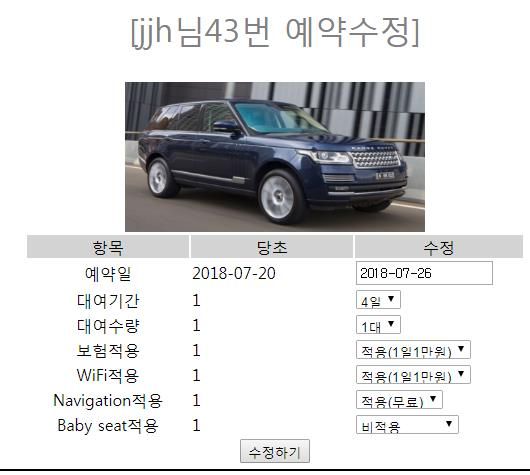 [jjh님43번 예약수정]
RANGE ROVER
항목 당초 수정
예약일 2018-07-20 2018-07-26
대여기간 1 4일
대여수량 1 1대
보험적용 1 적용(1일1만원)
WiFi적용 1 적용(1일1만원)
Navigation적용 1 적용(무료)
Baby seat적용 1 비적용
수정하기